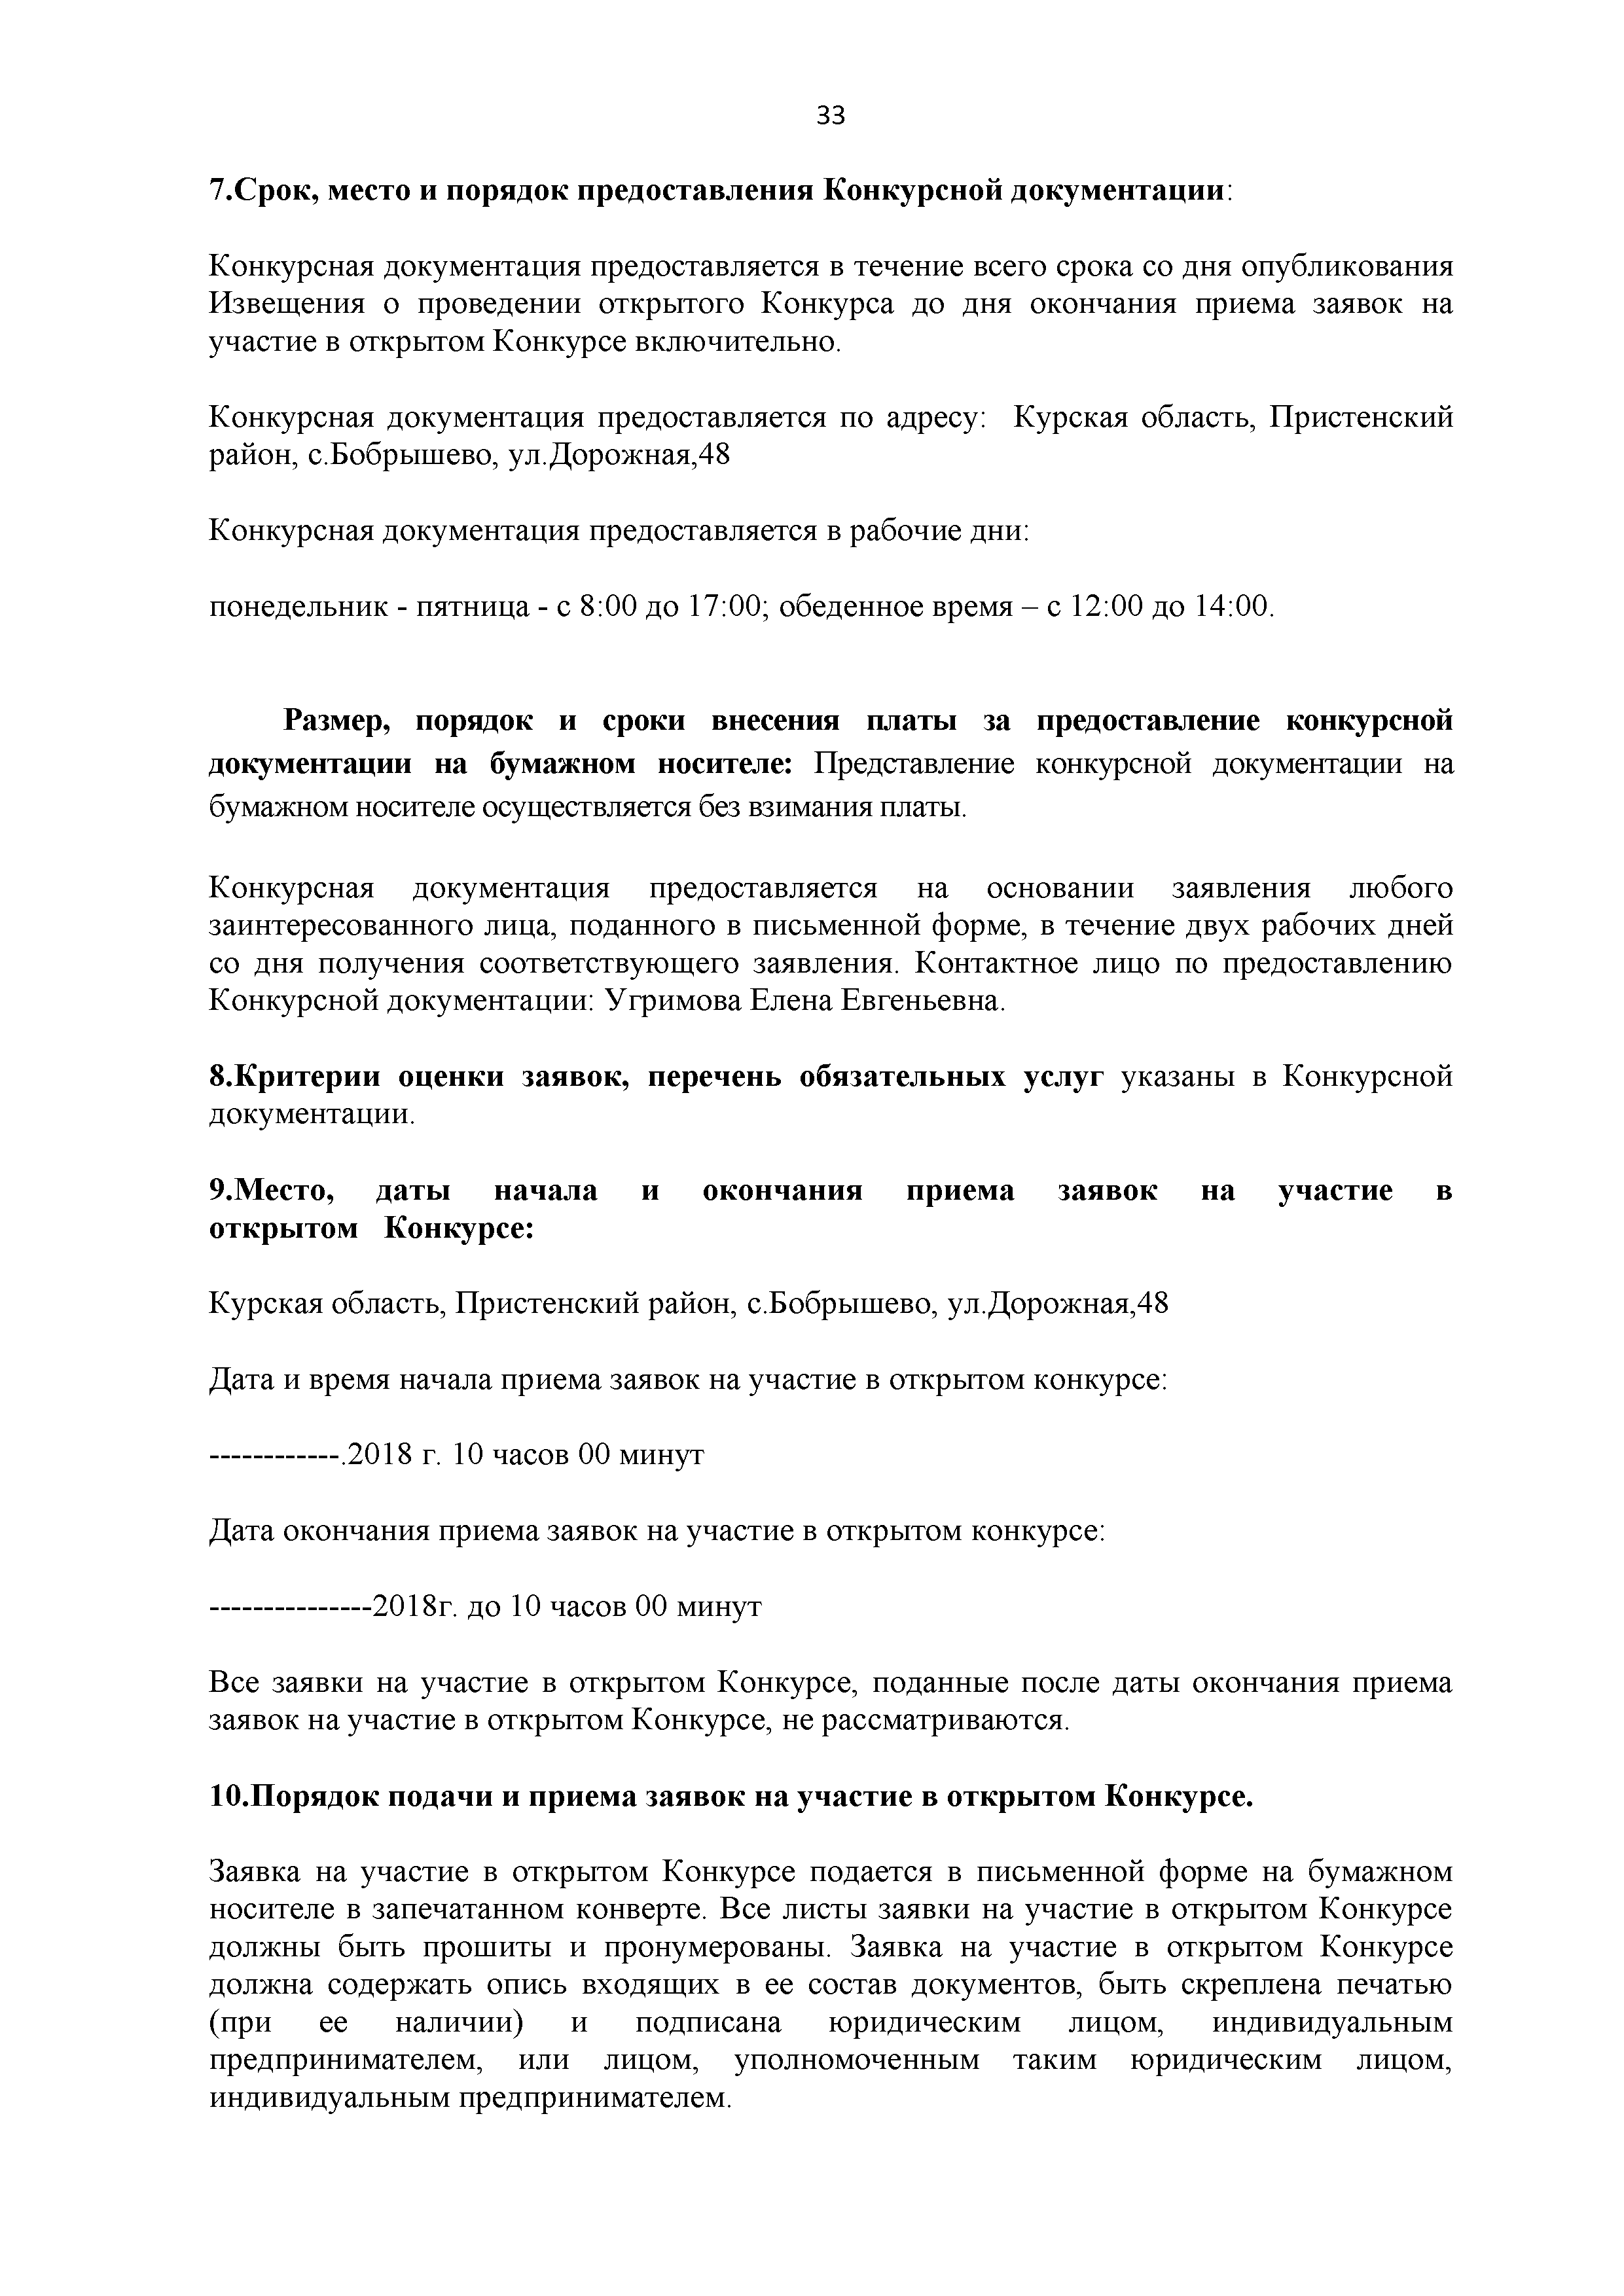 33
7.Срок, место и порядок предоставления Конкурсной документации:
Конкурсная документация предоставляется в течение всего срока со дня опубликования
Извещения о проведении открытого Конкурса до дня окончания приема заявок на
участие в открытом Конкурсе включительно.
Конкурсная документация предоставляется по адресу: Курская область, Пристенский
район, с.Бобрышево, ул.Дорожная,48
Конкурсная документация предоставляется в рабочие дни:
понедельник - пятница - с 8:00 до 17:00; обеденное время – с 12:00 до 14:00.
Размер, порядок и сроки внесения платы за предоставление конкурсной
документации на бумажном носителе: Представление конкурсной документации на
бумажном носителе осуществляется без взимания платы.
Конкурсная документация предоставляется на основании заявления любого
заинтересованного лица, поданного в письменной форме, в течение двух рабочих дней
со дня получения соответствующего заявления. Контактное лицо по предоставлению
Конкурсной документации: Угримова Елена Евгеньевна.
8.Критерии оценки заявок, перечень обязательных услуг указаны в Конкурсной
документации.
9.Место, даты начала и окончания приема заявок на участие в
открытом Конкурсе:
Курская область, Пристенский район, с.Бобрышево, ул.Дорожная,48
Дата и время начала приема заявок на участие в открытом конкурсе:
------------.2018 г. 10 часов 00 минут
Дата окончания приема заявок на участие в открытом конкурсе:
---------------2018г. до 10 часов 00 минут
Все заявки на участие в открытом Конкурсе, поданные после даты окончания приема
заявок на участие в открытом Конкурсе, не рассматриваются.
10.Порядок подачи и приема заявок на участие в открытом Конкурсе.
Заявка на участие в открытом Конкурсе подается в письменной форме на бумажном
носителе в запечатанном конверте. Все листы заявки на участие в открытом Конкурсе
должны быть прошиты и пронумерованы. Заявка на участие в открытом Конкурсе
должна содержать опись входящих в ее состав документов, быть скреплена печатью
(при ее наличии) и подписана юридическим лицом, индивидуальным
предпринимателем, или лицом, уполномоченным таким юридическим лицом,
индивидуальным предпринимателем.